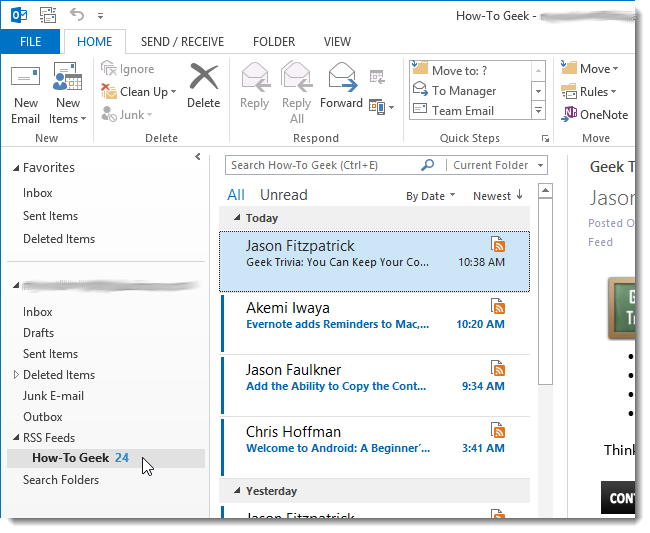 How-To Geek -
FILE HOME SEND / RECEIVE FOLDER VIEW
New Email
New Items
Ignore
Clean Up
Junk
Delete
Reply
Reply All
Forward
Move to: ?
To Manager
Team Email
Move
Rules
OneNote
New Delete Respond Quick Steps Move
Favorites
Inbox
Sent Items
Deleted Items
Inbox
Drafts
Sent Items
Deleted Items
Junk E-mail
Outbox
RSS Feeds
How-To Geek 24
Search Folders
Search How-To Geek (Ctrl+E) Current Folder
All Unread By Date Newest
Today
Jason Fitzpatrick
Geek Trivia: You Can Keep Your Co... 10:38 AM
Akemi Iwaya
Evernote adds Reminders to Mac,... 10:20 AM
Jason Faulkner
Add the Ability to Copy the Cont... 9:34 AM
Chris Hoffman
Welcome to Android: A Beginner's... 3:41 AM
Yesterday
Jason Fitzpatrick
Geek T
Jason
Posted O
Feed
G
Tr
Think
CONT